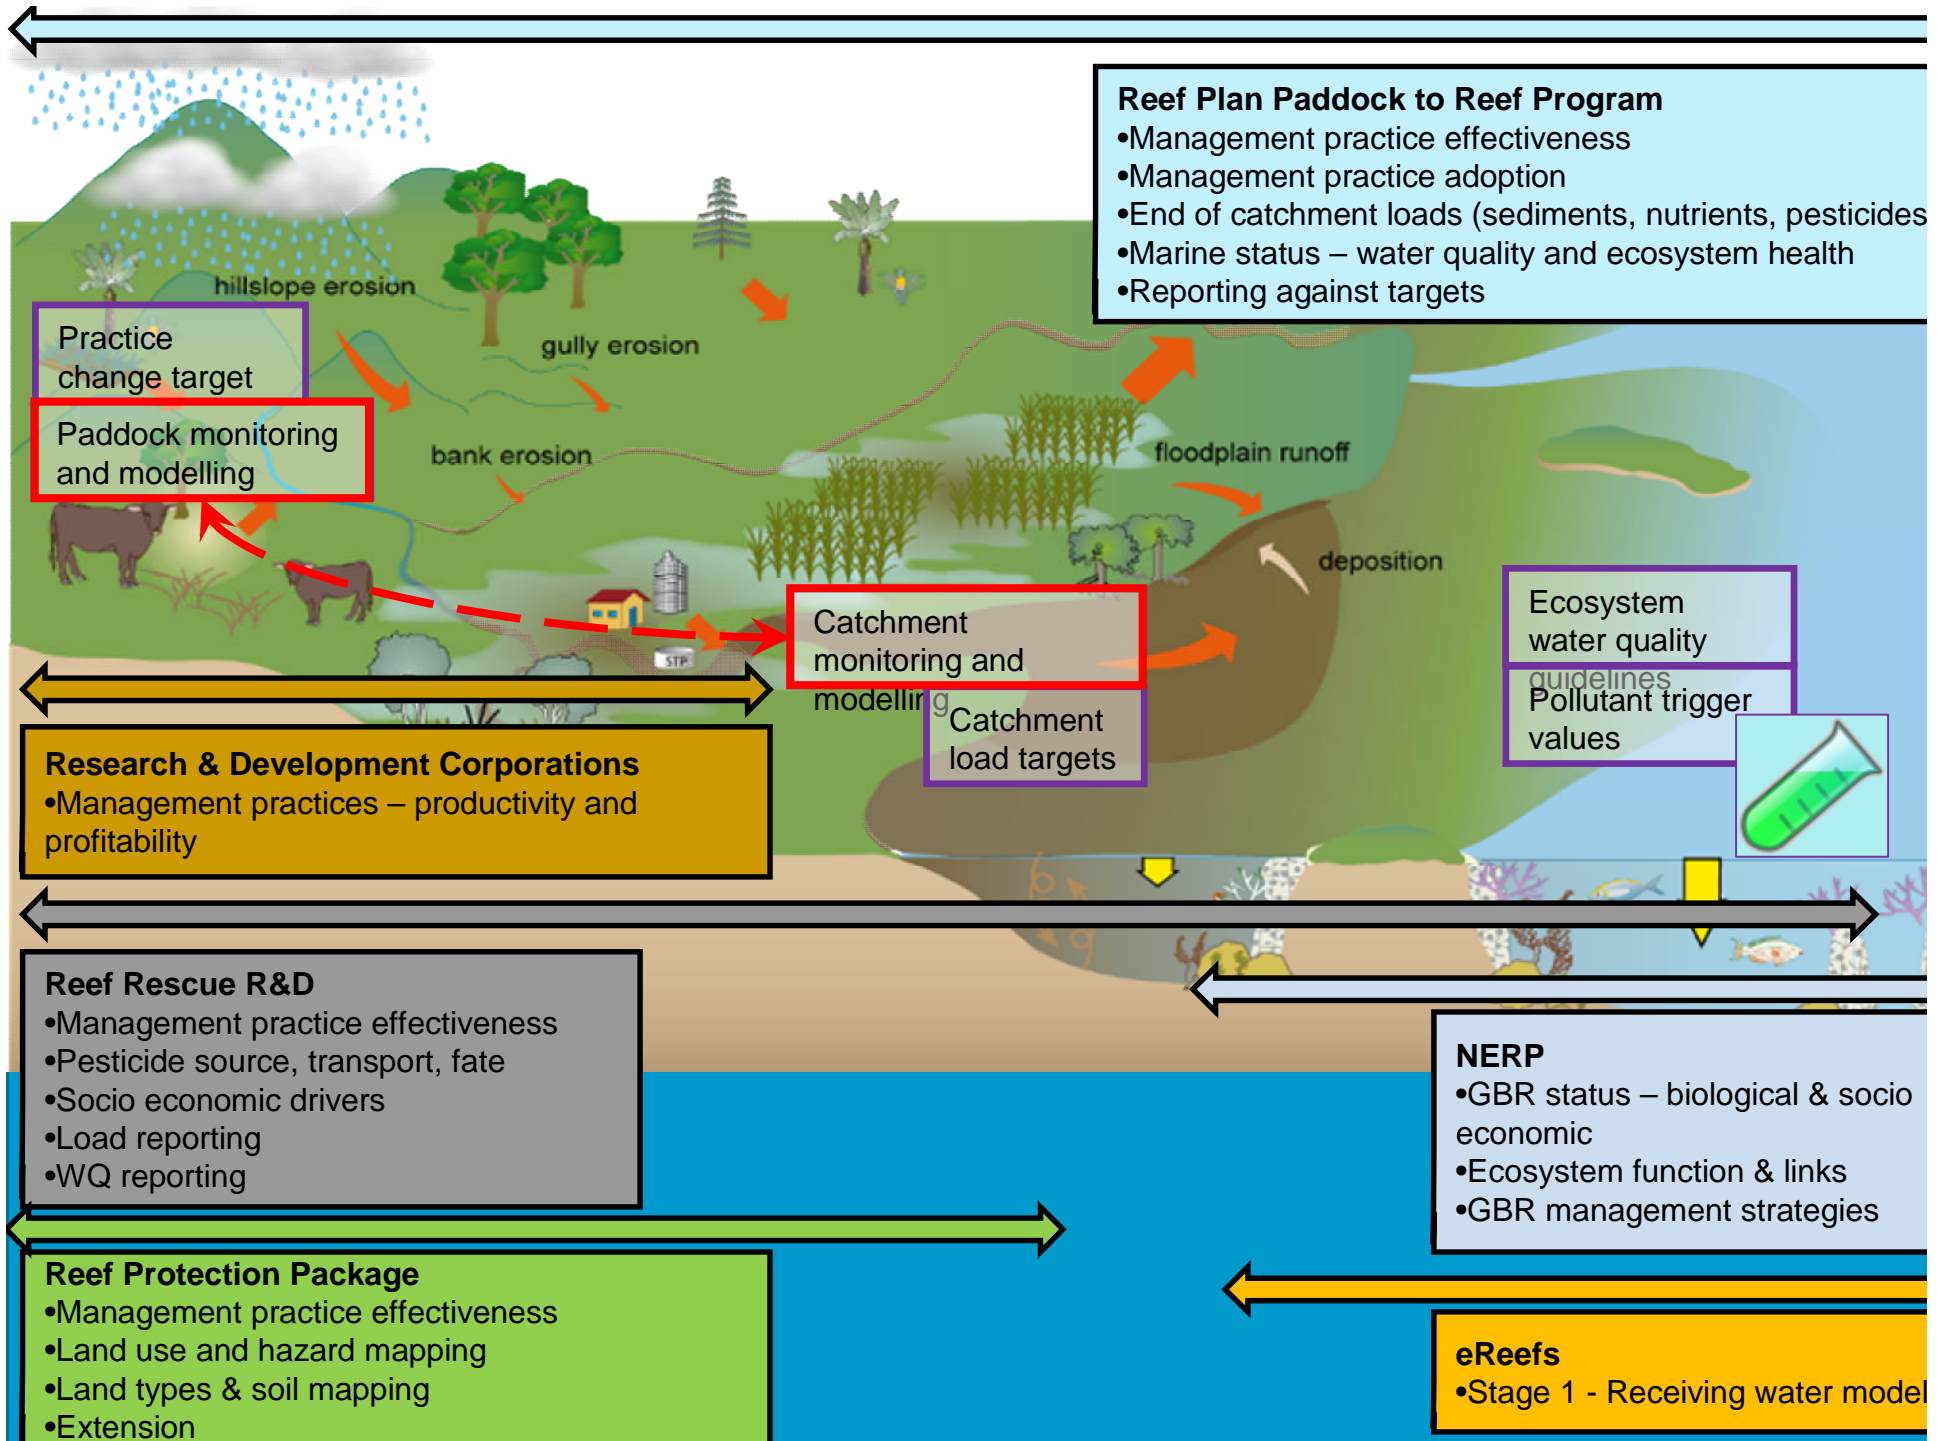 Reef Plan Paddock to Reef Program
•Management practice effectiveness
•Management practice adoption
•End of catchment loads (sediments, nutrients, pesticides
•Marine status – water quality and ecosystem health
•Reporting against targets
hillslope erosion
gully erosion
bank erosion
floodplain runoff
deposition
STP
Practice
change target
Paddock monitoring
and modelling
Catchment
monitoring and
modelling
Catchment
load targets
Ecosystem
water quality
guidelines
Pollutant trigger
values
Research & Development Corporations
•Management practices – productivity and
profitability
Reef Rescue R&D
•Management practice effectiveness
•Pesticide source, transport, fate
•Socio economic drivers
•Load reporting
•WQ reporting
NERP
•GBR status – biological & socio
economic
•Ecosystem function & links
•GBR management strategies
Reef Protection Package
•Management practice effectiveness
•Land use and hazard mapping
•Land types & soil mapping
•Extension
eReefs
•Stage 1 - Receiving water model